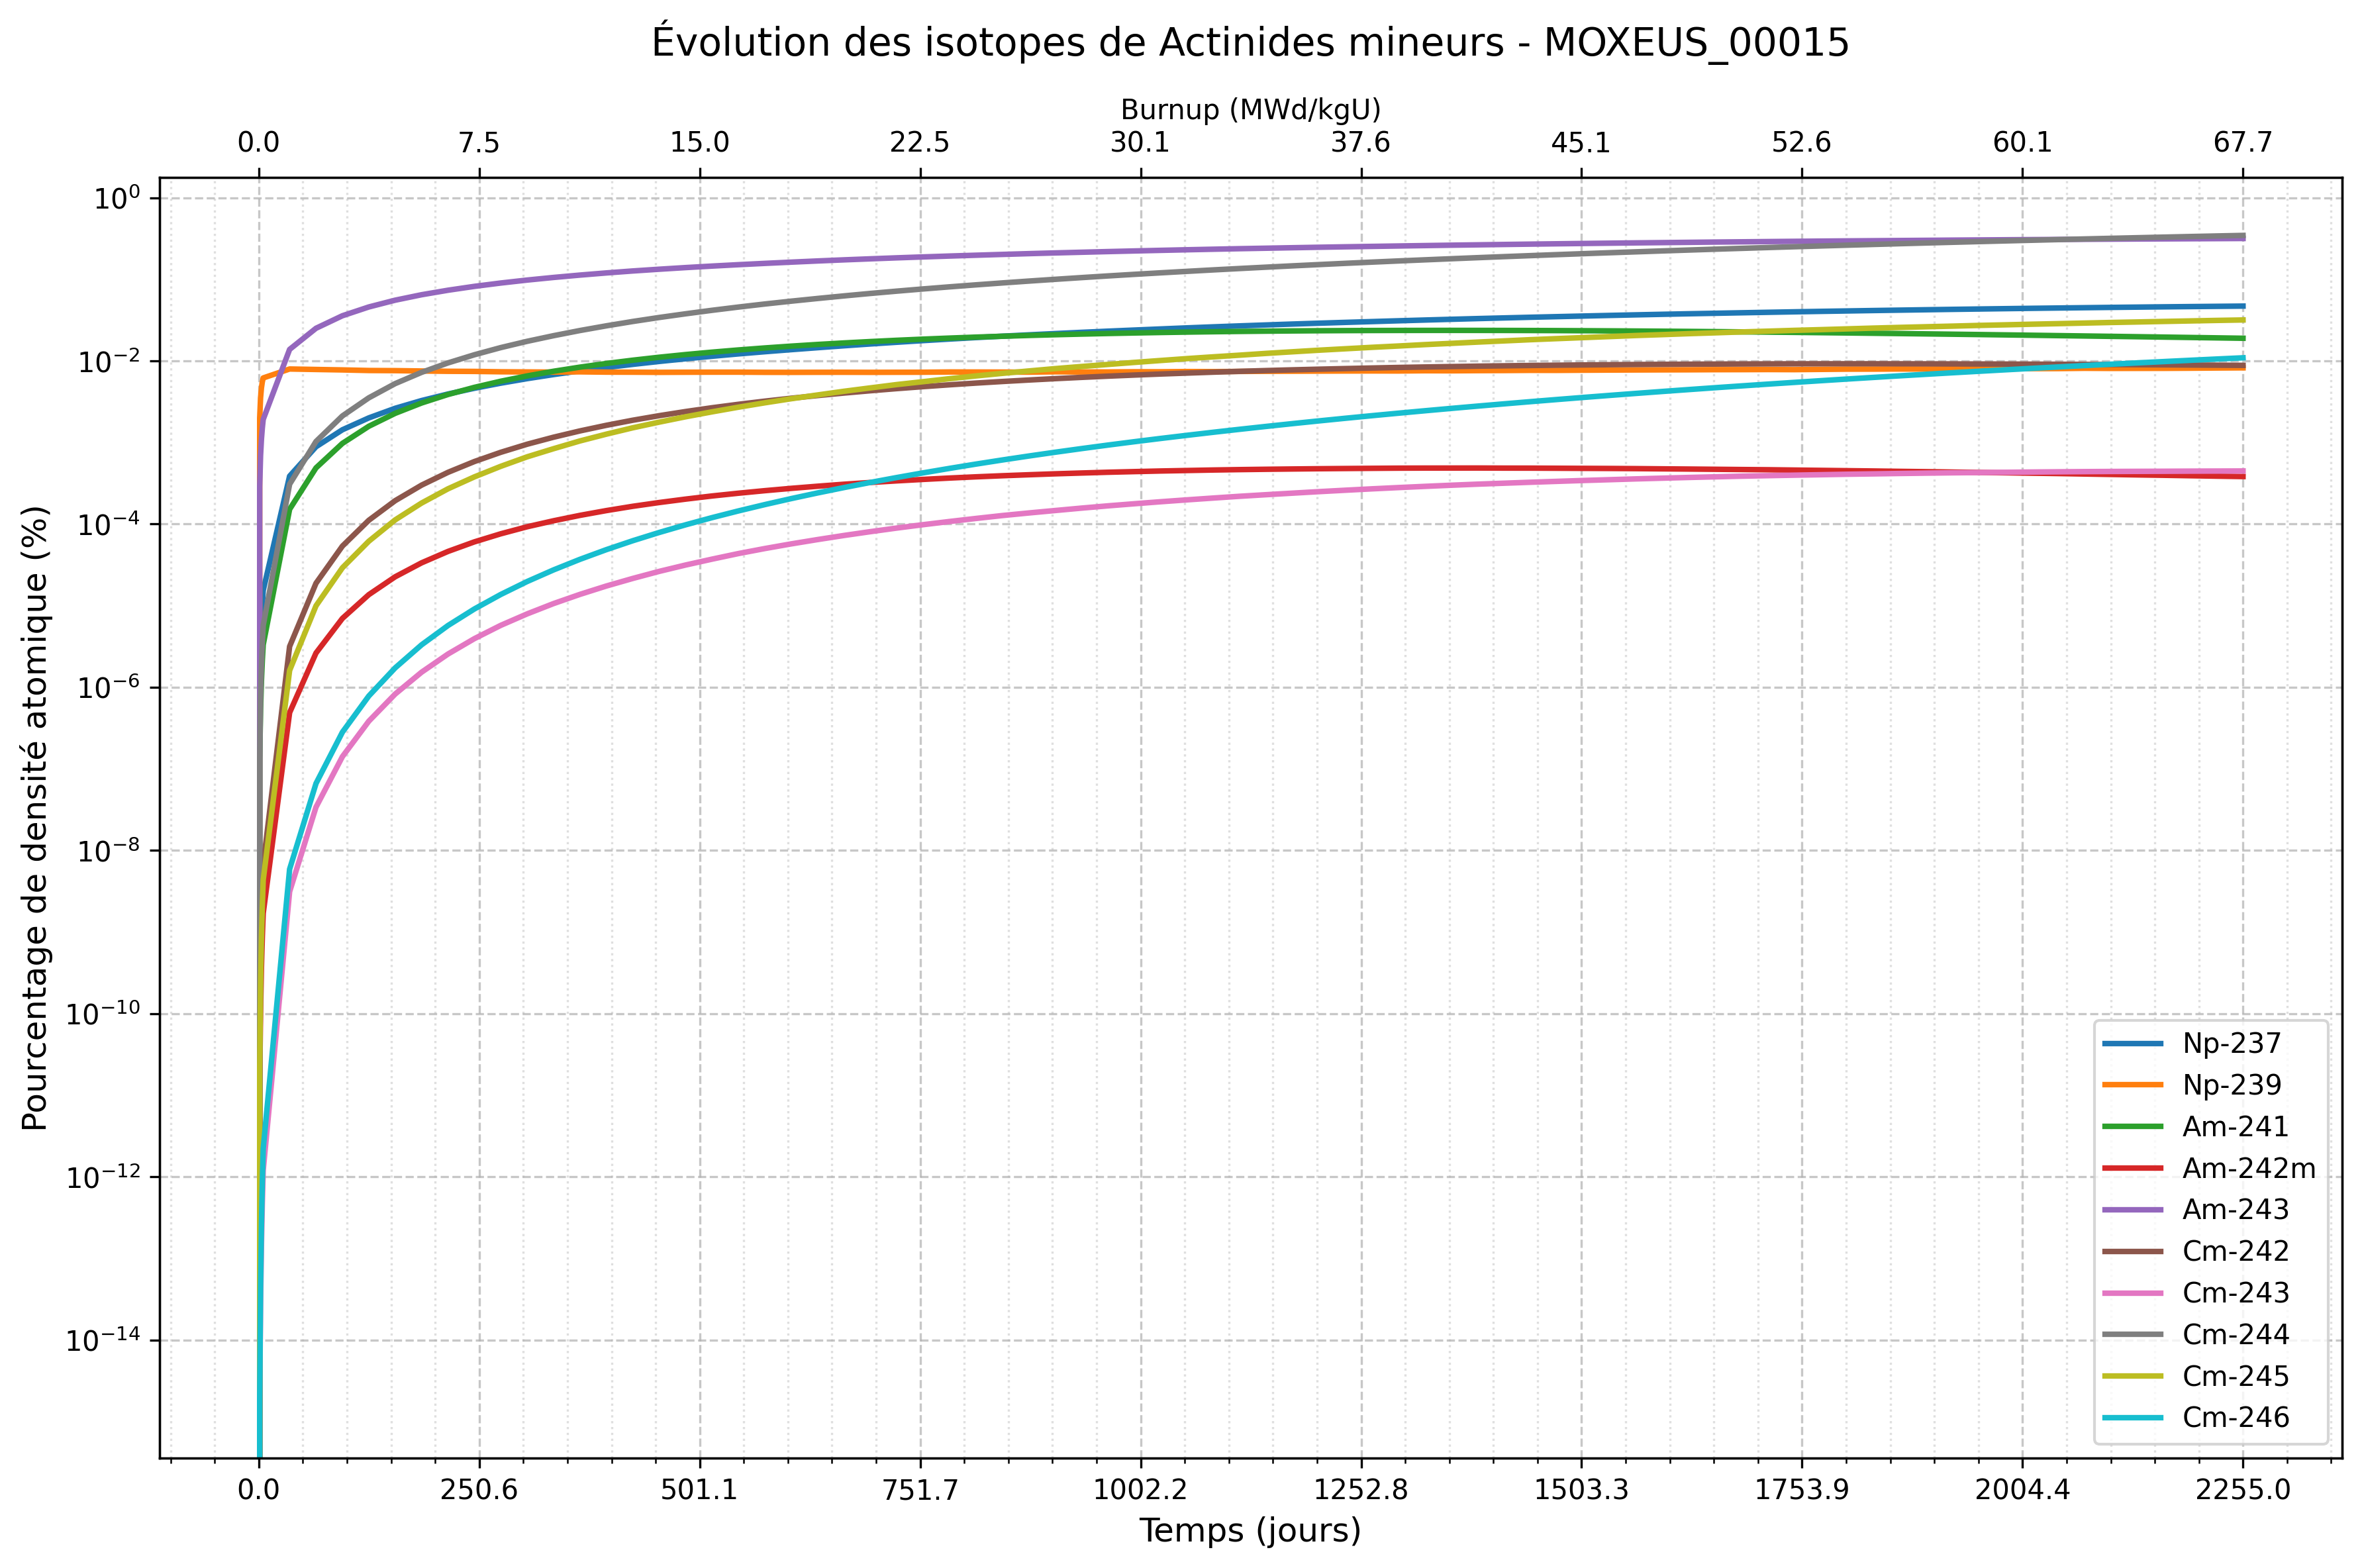 Évolution des isotopes de Actinides mineurs - MOXEUS_00015
Burnup (MWd/kgU)
0.0 7.5 15.0 22.5 30.1 37.6 45.1 52.6 60.1 67.7
Pourcentage de densité atomique (%)
10⁰
10⁻²
10⁻⁴
10⁻⁶
10⁻⁸
10⁻¹⁰
10⁻¹²
10⁻¹⁴
Np-237
Np-239
Am-241
Am-242m
Am-243
Cm-242
Cm-243
Cm-244
Cm-245
Cm-246
0.0 250.6 501.1 751.7 1002.2 1252.8 1503.3 1753.9 2004.4 2255.0
Temps (jours)